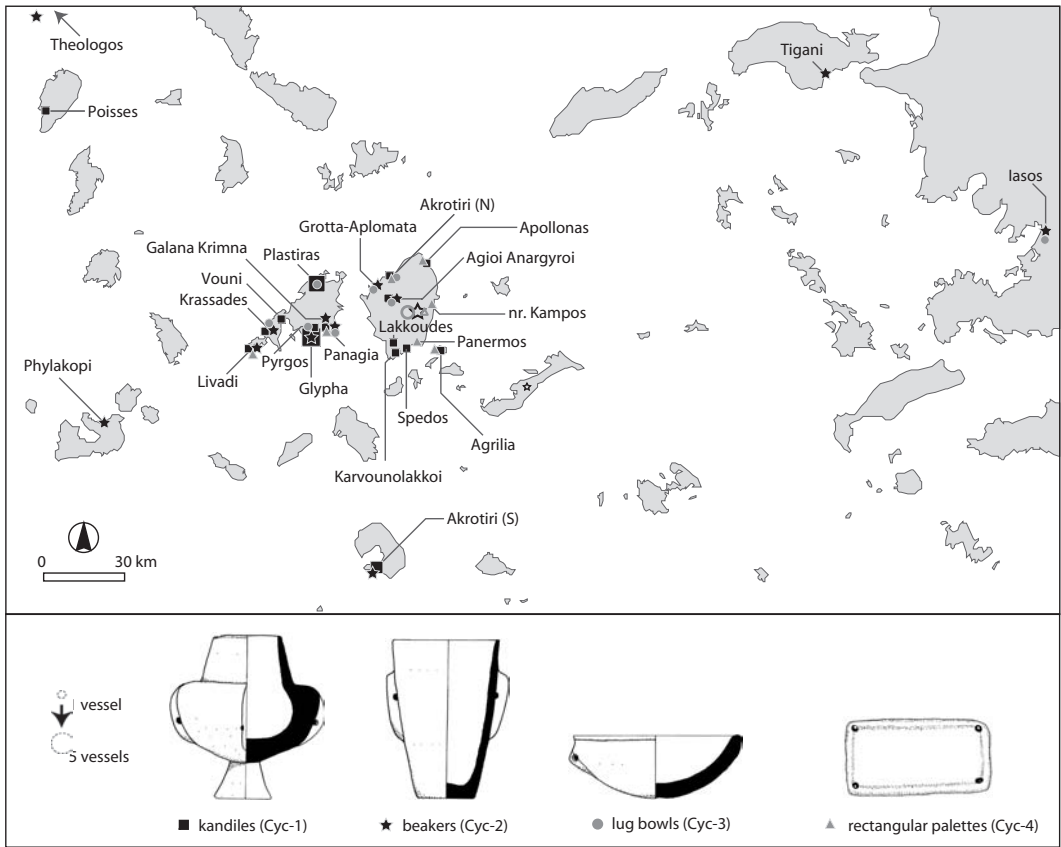 Theologos
Tigani
Poisses
Iasos
Akrotiri (N)
Grotta-Aplomata
Apollonas
Galana Krimna
Agioi Anargyroi
Plastiras
Vouni
Krassades
nr. Kampos
Lakkoudes
Panermos
Panagia
Pyrgos
Livadi
Glypha
Phylakopi
Spedos
Agrilia
Karvounolakkoi
Akrotiri (S)
0 30 km
vessel
5 vessels
kandiles (Cyc-1) beakers (Cyc-2) lug bowls (Cyc-3) rectangular palettes (Cyc-4)